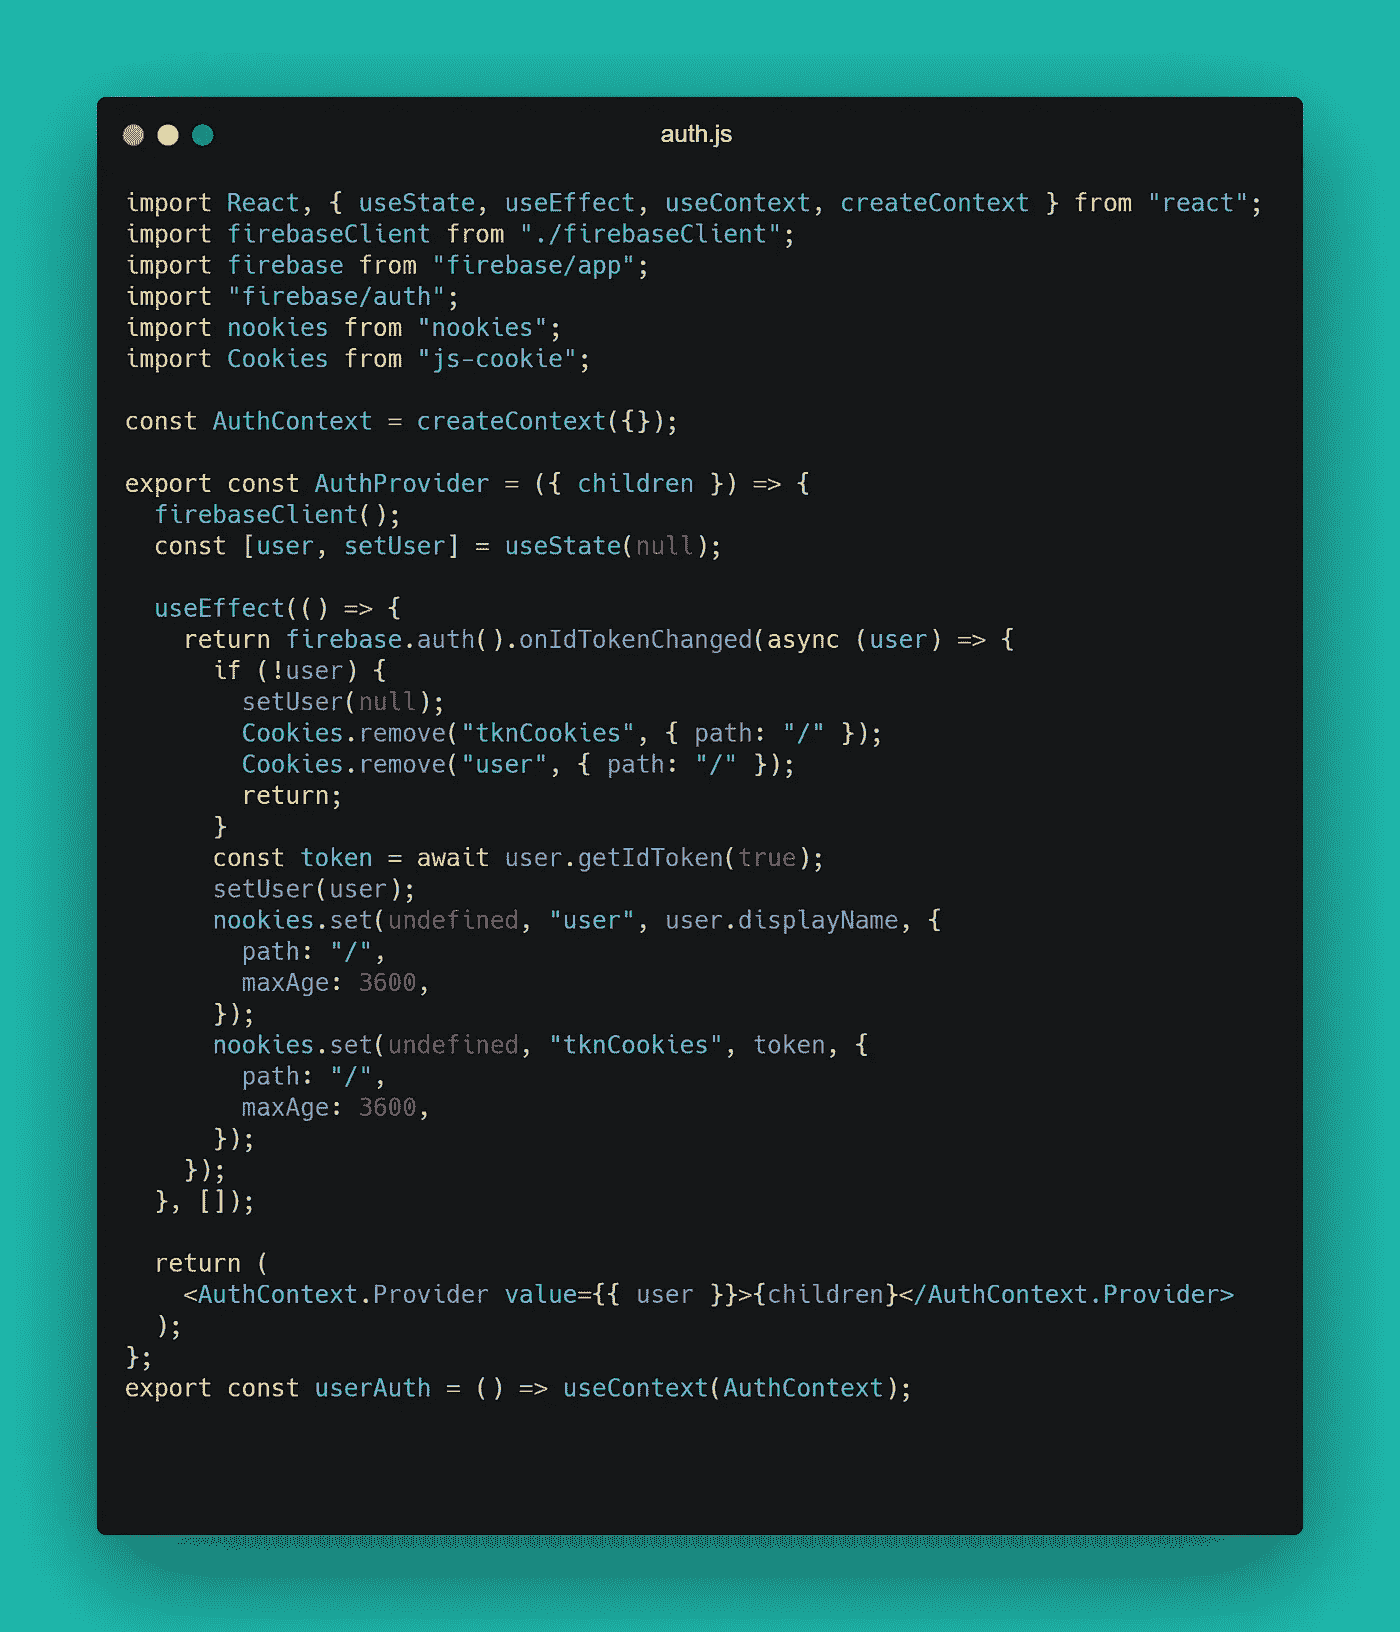 auth.js
import React, { useState, useEffect, useContext, createContext } from "react";
import firebaseClient from "./firebaseClient";
import firebase from "firebase/app";
import "firebase/auth";
import nookies from "nookies";
import Cookies from "js-cookie";
const AuthContext = createContext({});
export const AuthProvider = ({ children }) => {
  firebaseClient();
  const [user, setUser] = useState(null);
  useEffect(() => {
    return firebase.auth().onIdTokenChanged(async (user) => {
      if (!user) {
        setUser(null);
        Cookies.remove("tknCookies", { path: "/" });
        Cookies.remove("user", { path: "/" });
        return;
      }
      const token = await user.getIdToken(true);
      setUser(user);
      nookies.set(undefined, "user", user.displayName, {
        path: "/",
        maxAge: 3600,
      });
      nookies.set(undefined, "tknCookies", token, {
        path: "/",
        maxAge: 3600,
      });
    });
  }, []);
  return (
    <AuthContext.Provider value={{ user }}>{children}</AuthContext.Provider>
  );
};
export const userAuth = () => useContext(AuthContext);